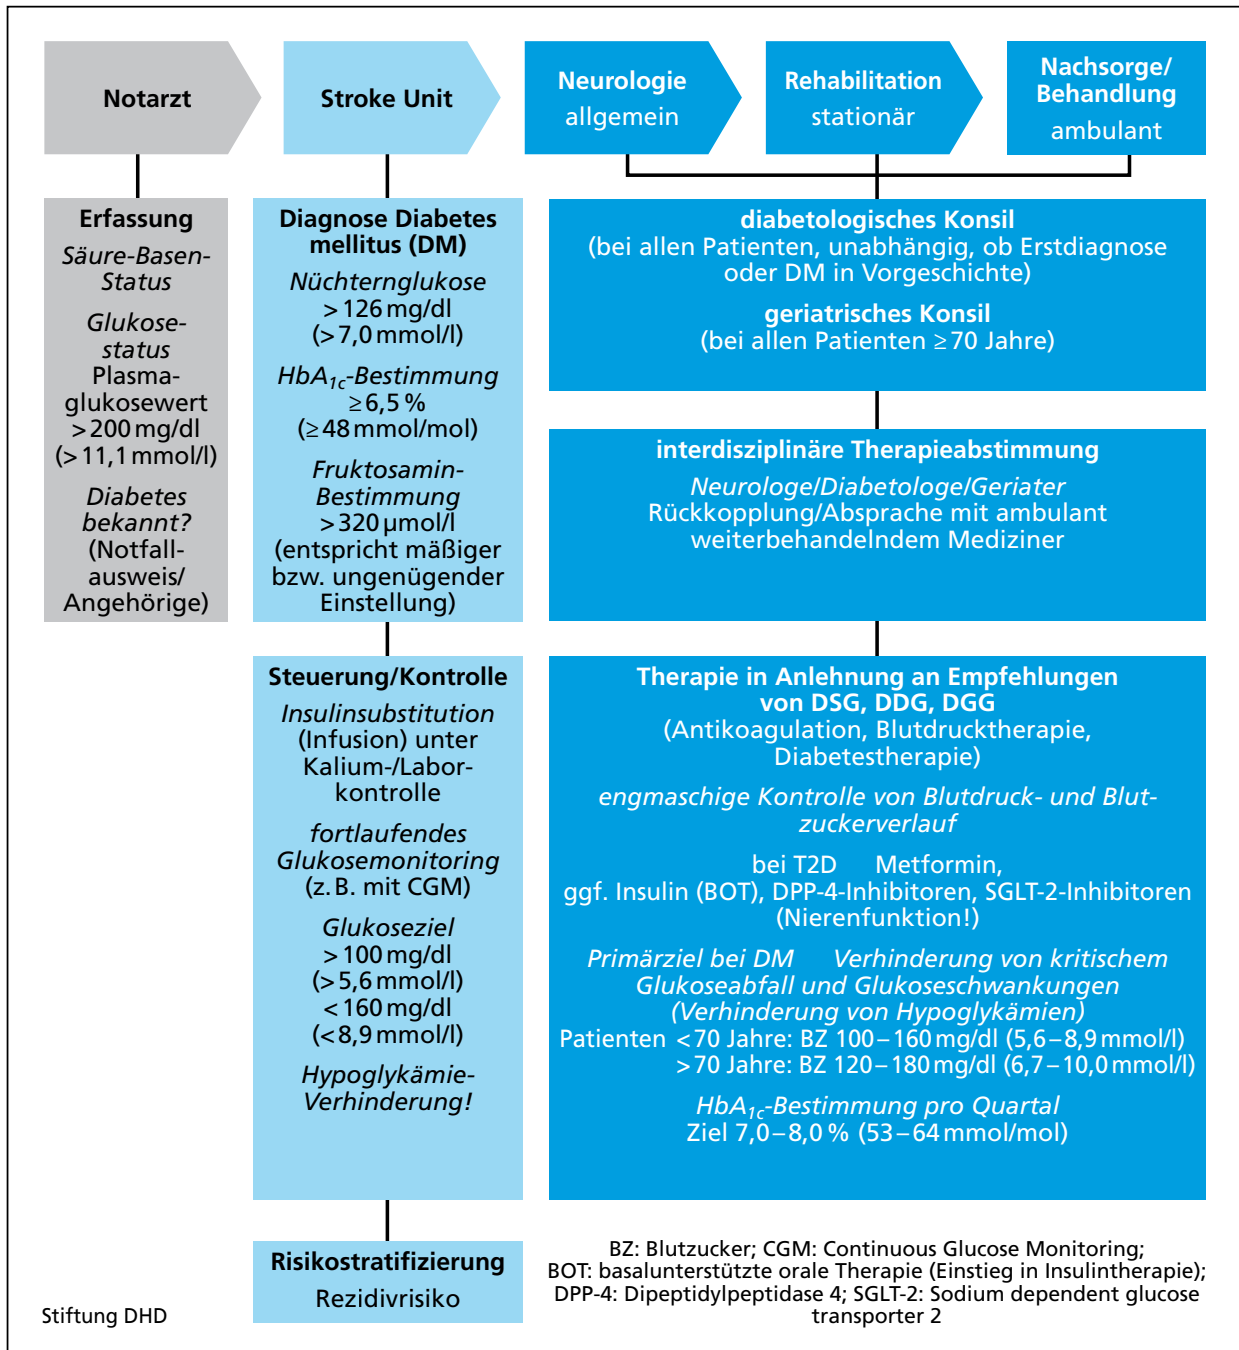 Notarzt
Stroke Unit
Neurologie
allgemein
Rehabilitation
stationär
Nachsorge/
Behandlung
ambulant
Erfassung
Säure-Basen-
Status
Glukose-
status
Plasma-
glukosewert
>200 mg/dl
(>11,1 mmol/l)
Diabetes
bekannt?
(Notfall-
ausweis/
Angehörige)
Diagnose Diabetes
mellitus (DM)
Nüchternglukose
>126 mg/dl
(>7,0 mmol/l)
HbA1c-Bestimmung
≥6,5 %
(≥48 mmol/mol)
Fruktosamin-
Bestimmung
>320 µmol/l
(entspricht mäßiger
bzw. ungenügender
Einstellung)
Steuerung/Kontrolle
Insulinsubstitution
(Infusion) unter
Kalium-/Labor-
kontrolle
fortlaufendes
Glukosemonitoring
(z. B. mit CGM)
Glukoseziel
>100 mg/dl
(>5,6 mmol/l)
<160 mg/dl
(<8,9 mmol/l)
Hypoglykämie-
Verhinderung!
Risikostratifizierung
Rezidivrisiko
diabetologisches Konsil
(bei allen Patienten, unabhängig, ob Erstdiagnose
oder DM in Vorgeschichte)
geriatrisches Konsil
(bei allen Patienten ≥70 Jahre)
interdisziplinäre Therapieabstimmung
Neurologe/Diabetologe/Geriater
Rückkopplung/Absprache mit ambulant
weiterbehandelndem Mediziner
Therapie in Anlehnung an Empfehlungen
von DSG, DDG, DGG
(Antikoagulation, Blutdrucktherapie,
Diabetestherapie)
engmaschige Kontrolle von Blutdruck- und Blut-
zuckerverlauf
bei T2D Metformin,
ggf. Insulin (BOT), DPP-4-Inhibitoren, SGLT-2-Inhibitoren
(Nierenfunktion!)
Primärziel bei DM Verhinderung von kritischem
Glukoseabfall und Glukoseschwankungen
(Verhinderung von Hypoglykämien)
Patienten <70 Jahre: BZ 100–160 mg/dl (5,6–8,9 mmol/l)
>70 Jahre: BZ 120–180 mg/dl (6,7–10,0 mmol/l)
HbA1c-Bestimmung pro Quartal
Ziel 7,0–8,0 % (53–64 mmol/mol)
BZ: Blutzucker; CGM: Continuous Glucose Monitoring;
BOT: basalunterstützte orale Therapie (Einstieg in Insulintherapie);
DPP-4: Dipeptidylpeptidase 4; SGLT-2: Sodium dependent glucose
transporter 2
Stiftung DHD